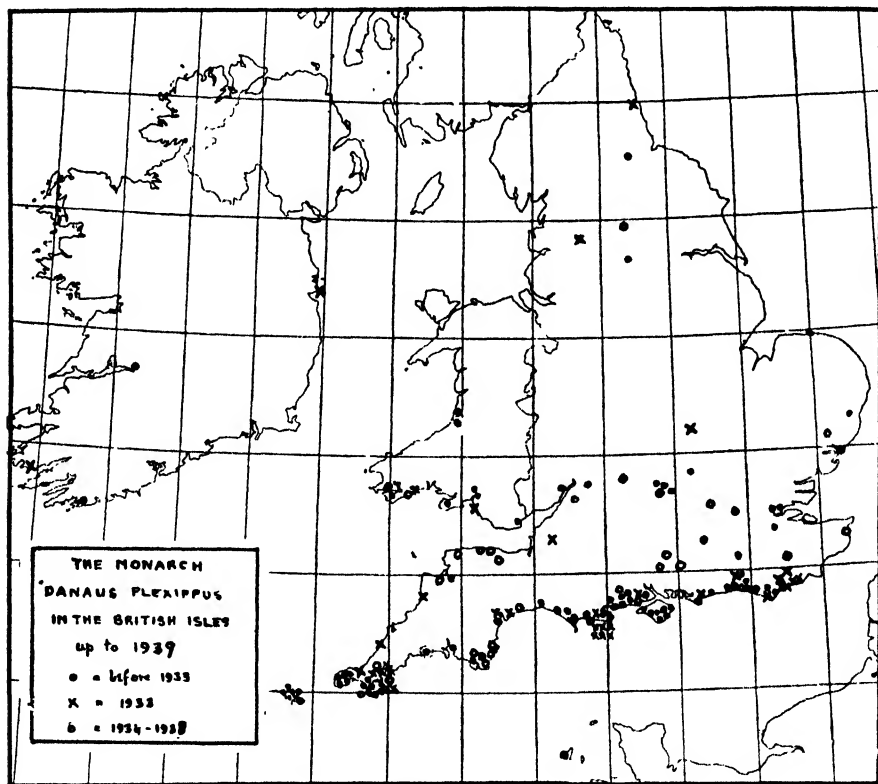 THE MONARCH
DANAUS PLEXIPPUS
IN THE BRITISH ISLES
up to 1939
● = before 1933
x = 1933
o = 1934-1938